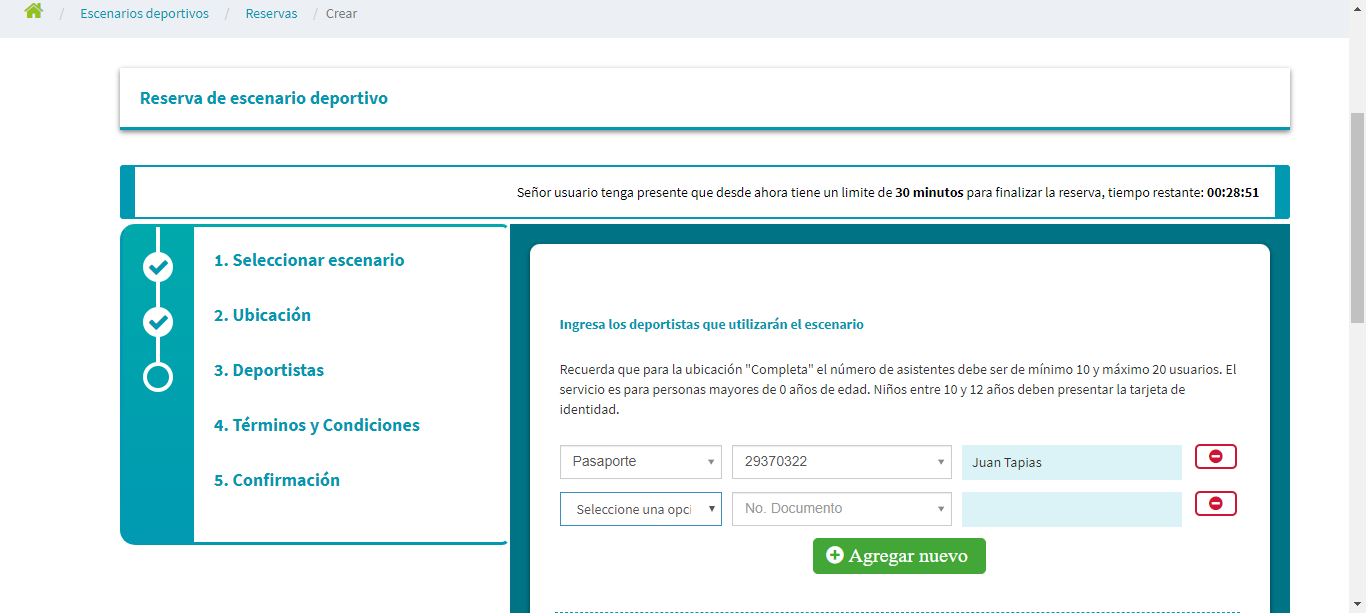 / Escenarios deportivos / Reservas / Crear
Reserva de escenario deportivo
Señor usuario tenga presente que desde ahora tiene un limite de 30 minutos para finalizar la reserva, tiempo restante: 00:28:51
1. Seleccionar escenario
2. Ubicación
3. Deportistas
4. Términos y Condiciones
5. Confirmación
Ingresa los deportistas que utilizarán el escenario
Recuerda que para la ubicación "Completa" el número de asistentes debe ser de mínimo 10 y máximo 20 usuarios. El
servicio es para personas mayores de 0 años de edad. Niños entre 10 y 12 años deben presentar la tarjeta de
identidad.
Pasaporte 29370322 Juan Tapias
Seleccione una opci No. Documento
Agregar nuevo